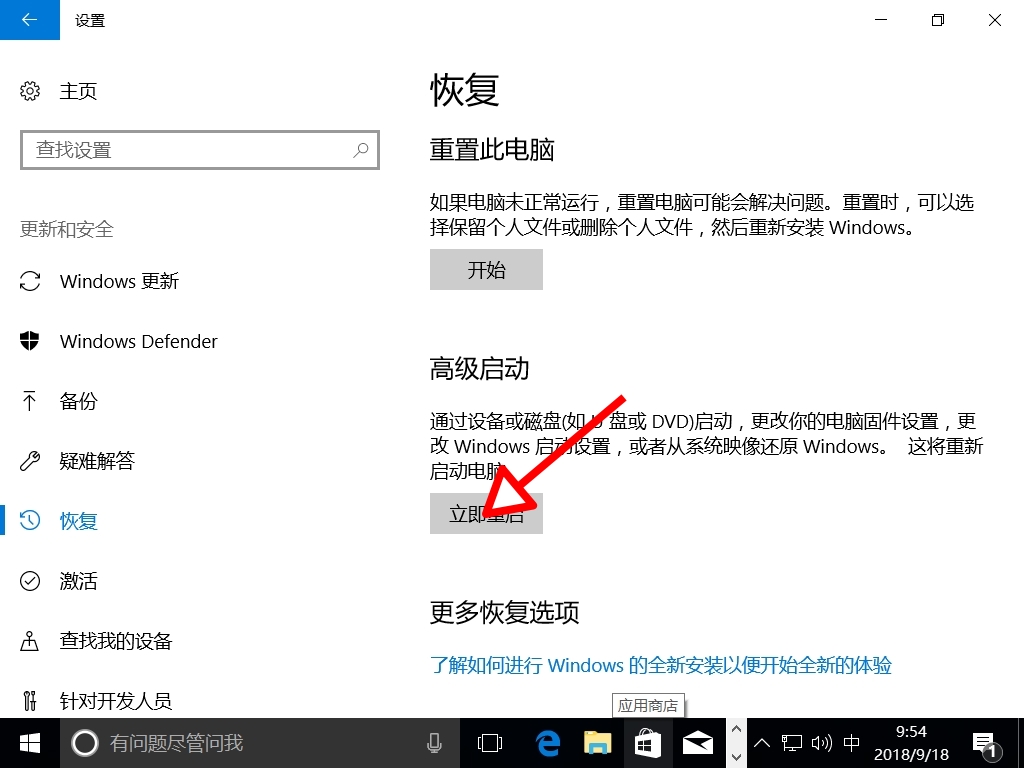 设置
主页
查找设置
更新和安全
Windows 更新
Windows Defender
备份
疑难解答
恢复
激活
查找我的设备
针对开发人员
恢复
重置此电脑
如果电脑未正常运行，重置电脑可能会解决问题。重置时，可以选
择保留个人文件或删除个人文件，然后重新安装 Windows。
开始
高级启动
通过设备或磁盘(如 U 盘或 DVD)启动，更改你的电脑固件设置，更
改 Windows 启动设置，或者从系统映像还原 Windows。 这将重新
启动电脑
立即重启
更多恢复选项
了解如何进行 Windows 的全新安装以便开始全新的体验
应用商店
有问题尽管问我
中
9:54
2018/9/18
1